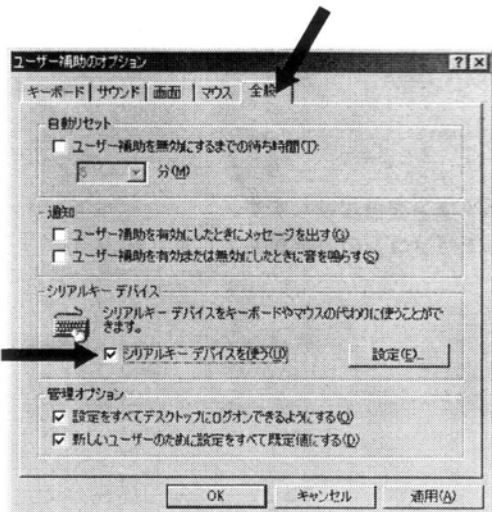 ユーザー補助のオプション
キーボード サウンド 画面 マウス 全般
自動リセット
ユーザー補助を無効にするまでの待ち時間(T):
5 分(M)
通知
ユーザー補助を有効にしたときにメッセージを出す(G)
ユーザー補助を有効または無効にしたときに音を鳴らす(S)
シリアルキー デバイス
シリアルキー デバイスをキーボードやマウスの代わりに使うことがで
きます。
シリアルキー デバイスを使う(U)
設定(E)...
管理オプション
設定をすべてデスクトップにログオンできるようにする(O)
新しいユーザーのために設定をすべて既定値にする(D)
OK キャンセル 適用(A)